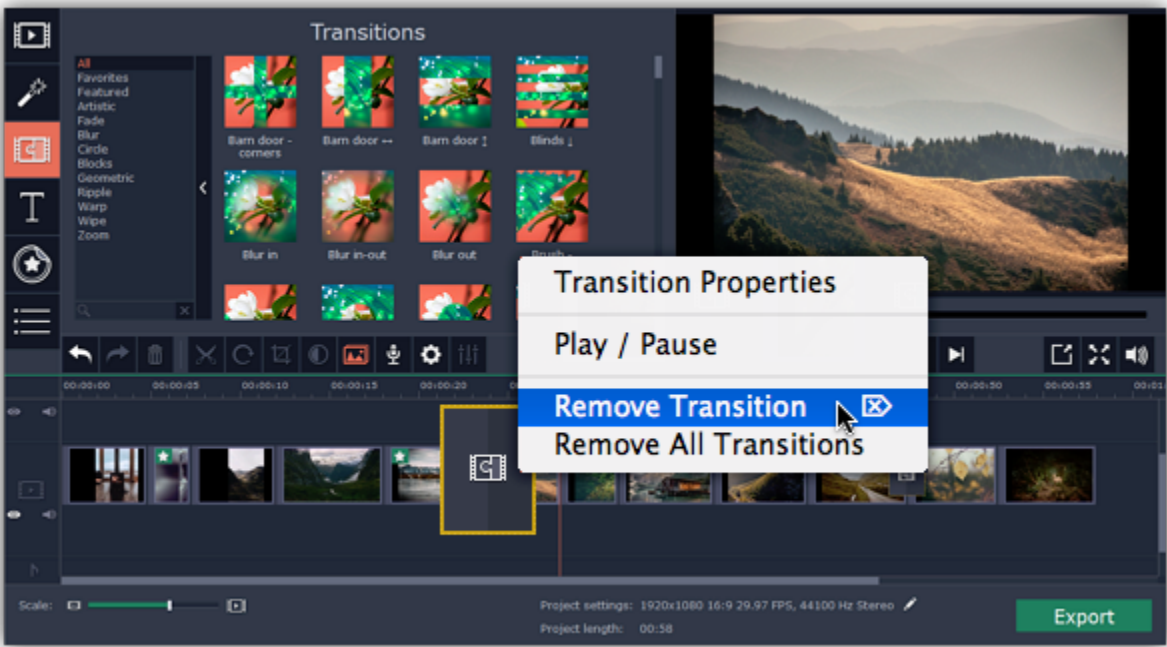 Transitions
All
Favorites
Featured
Artistic
Fade
Blur
Circle
Blocks
Geometric
Ripple
Warp
Wipe
Zoom
Barn door - corners
Barn door ↔
Barn door ↕
Blinds ↓
Blur in
Blur in-out
Blur out
Brush -
Transition Properties
Play / Pause
Remove Transition
Remove All Transitions
00:00:00 00:00:05 00:00:10 00:00:15 00:00:20 00:00:50 00:00:55
Scale:
Project settings: 1920x1080 16:9 29.97 FPS, 44100 Hz Stereo
Project length: 00:58
Export